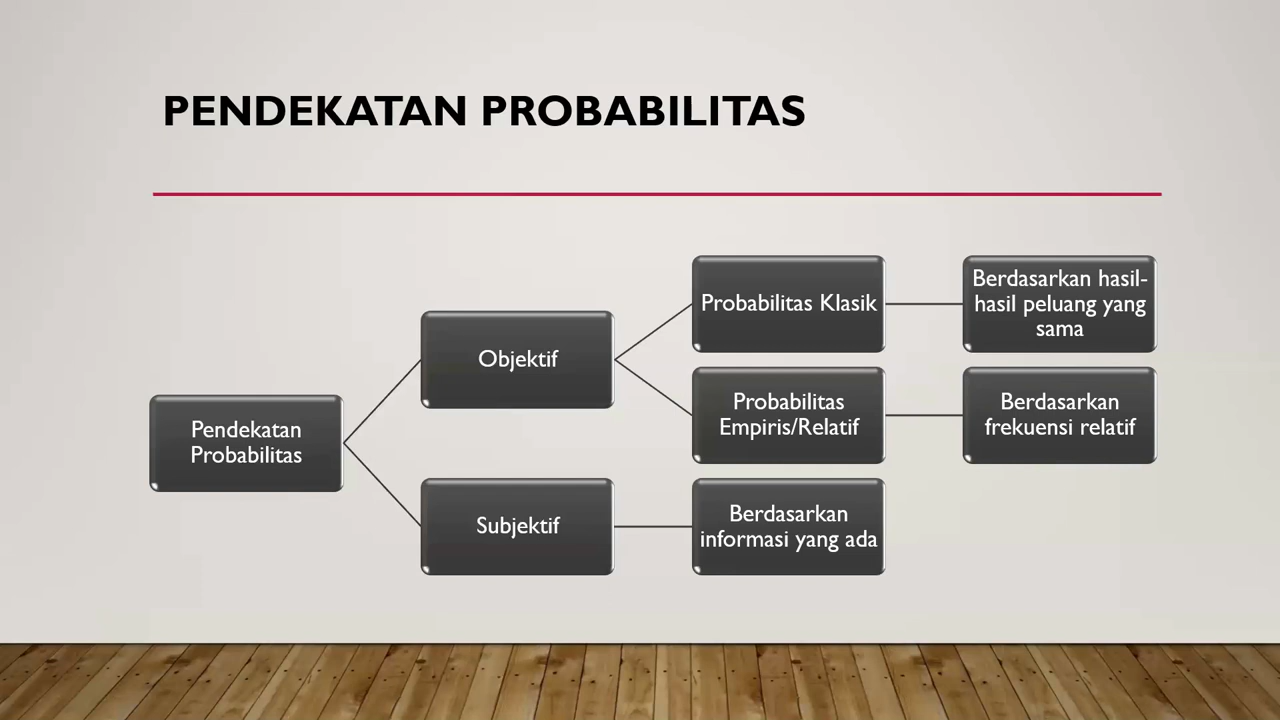 PENDEKATAN PROBABILITAS
Pendekatan
Probabilitas
Objektif
Probabilitas Klasik
Berdasarkan hasil-
hasil peluang yang
sama
Probabilitas
Empiris/Relatif
Berdasarkan
frekuensi relatif
Subjektif
Berdasarkan
informasi yang ada